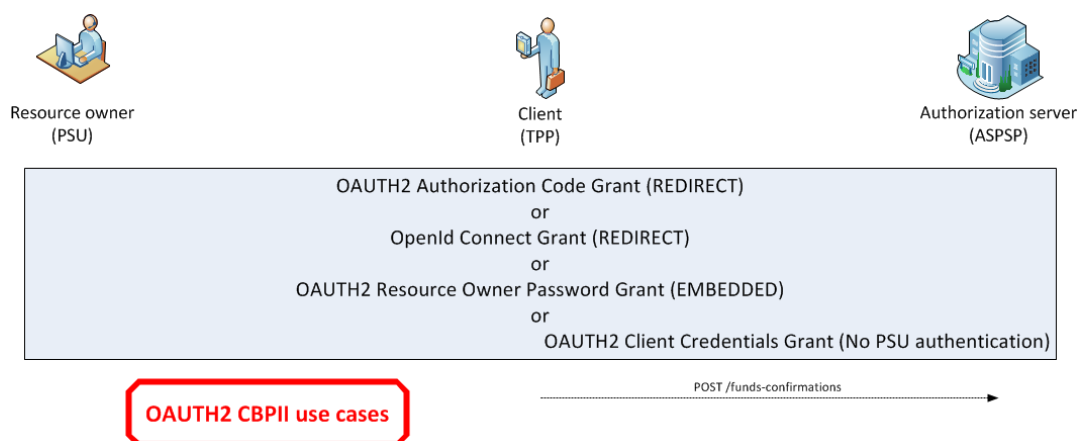 Resource owner
(PSU)
Client
(TPP)
Authorization server
(ASPSP)
OAUTH2 Authorization Code Grant (REDIRECT)
or
OpenId Connect Grant (REDIRECT)
or
OAUTH2 Resource Owner Password Grant (EMBEDDED)
or
OAUTH2 Client Credentials Grant (No PSU authentication)
POST /funds-confirmations
OAUTH2 CBPII use cases